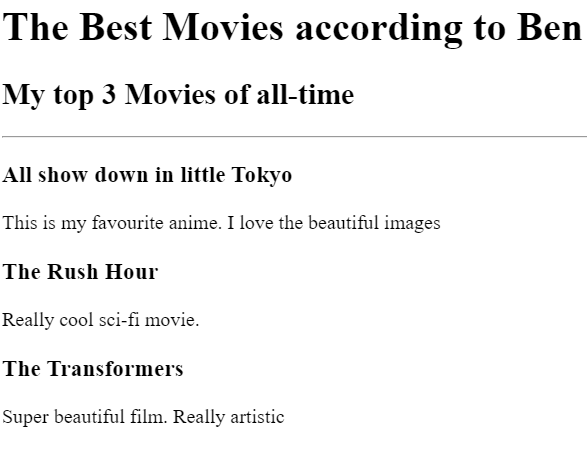 The Best Movies according to Ben
My top 3 Movies of all-time
All show down in little Tokyo
This is my favourite anime. I love the beautiful images
The Rush Hour
Really cool sci-fi movie.
The Transformers
Super beautiful film. Really artistic